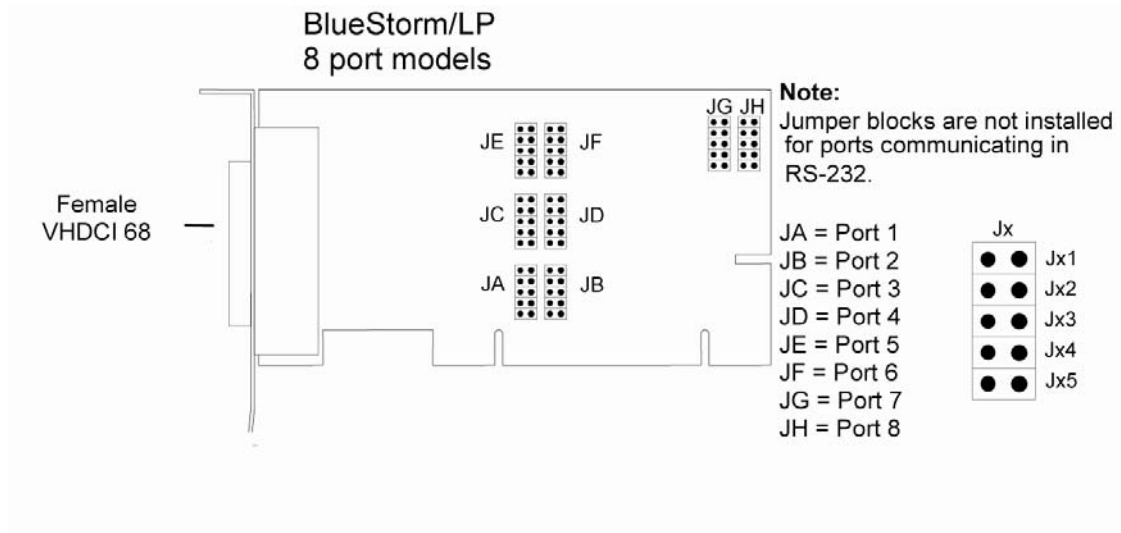 BlueStorm/LP
8 port models
JG JH
Note:
Jumper blocks are not installed
for ports communicating in
RS-232.
JE
JF
JC
JD
JA
JB
Female
VHDCI 68
JA = Port 1
JB = Port 2
JC = Port 3
JD = Port 4
JE = Port 5
JF = Port 6
JG = Port 7
JH = Port 8
Jx
Jx1
Jx2
Jx3
Jx4
Jx5